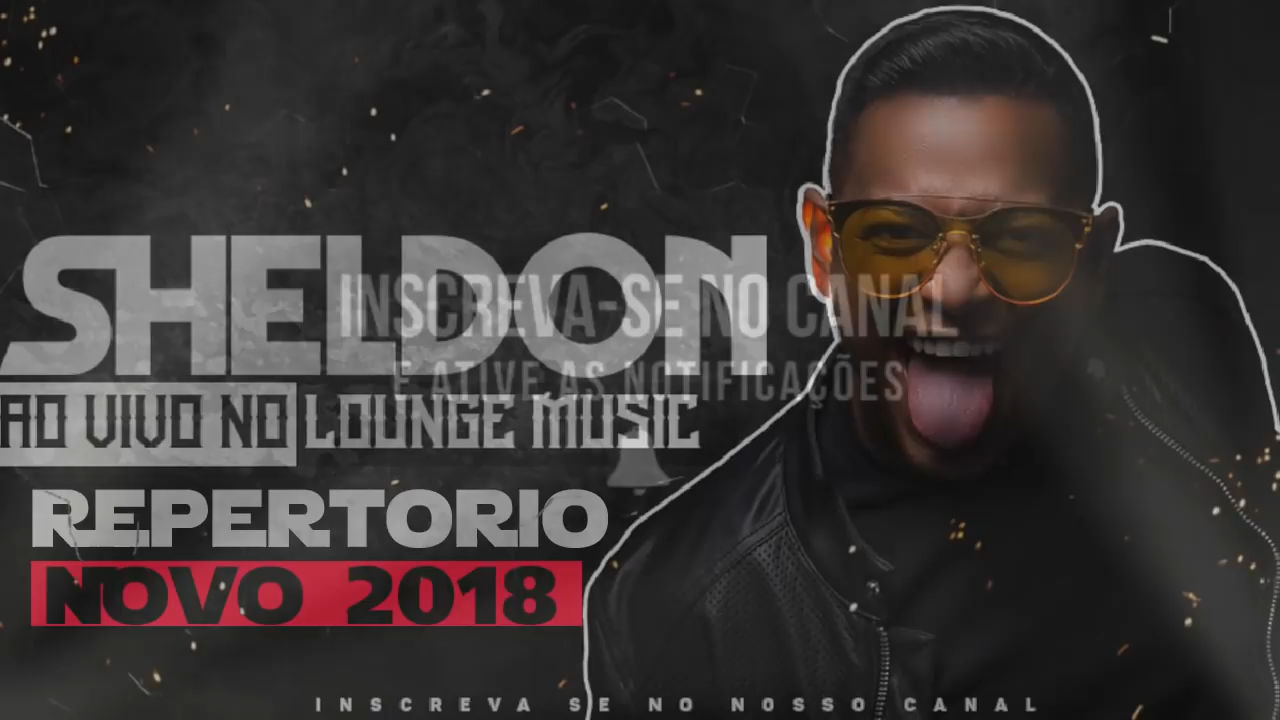 SHELDON
INSCREVA-SE NO CANAL
E ATIVE AS NOTIFICAÇÕES
AO VIVO NO LOUNGE MUSIC
REPERTORIO
NOVO 2018
INSCREVA SE NO NOSSO CANAL